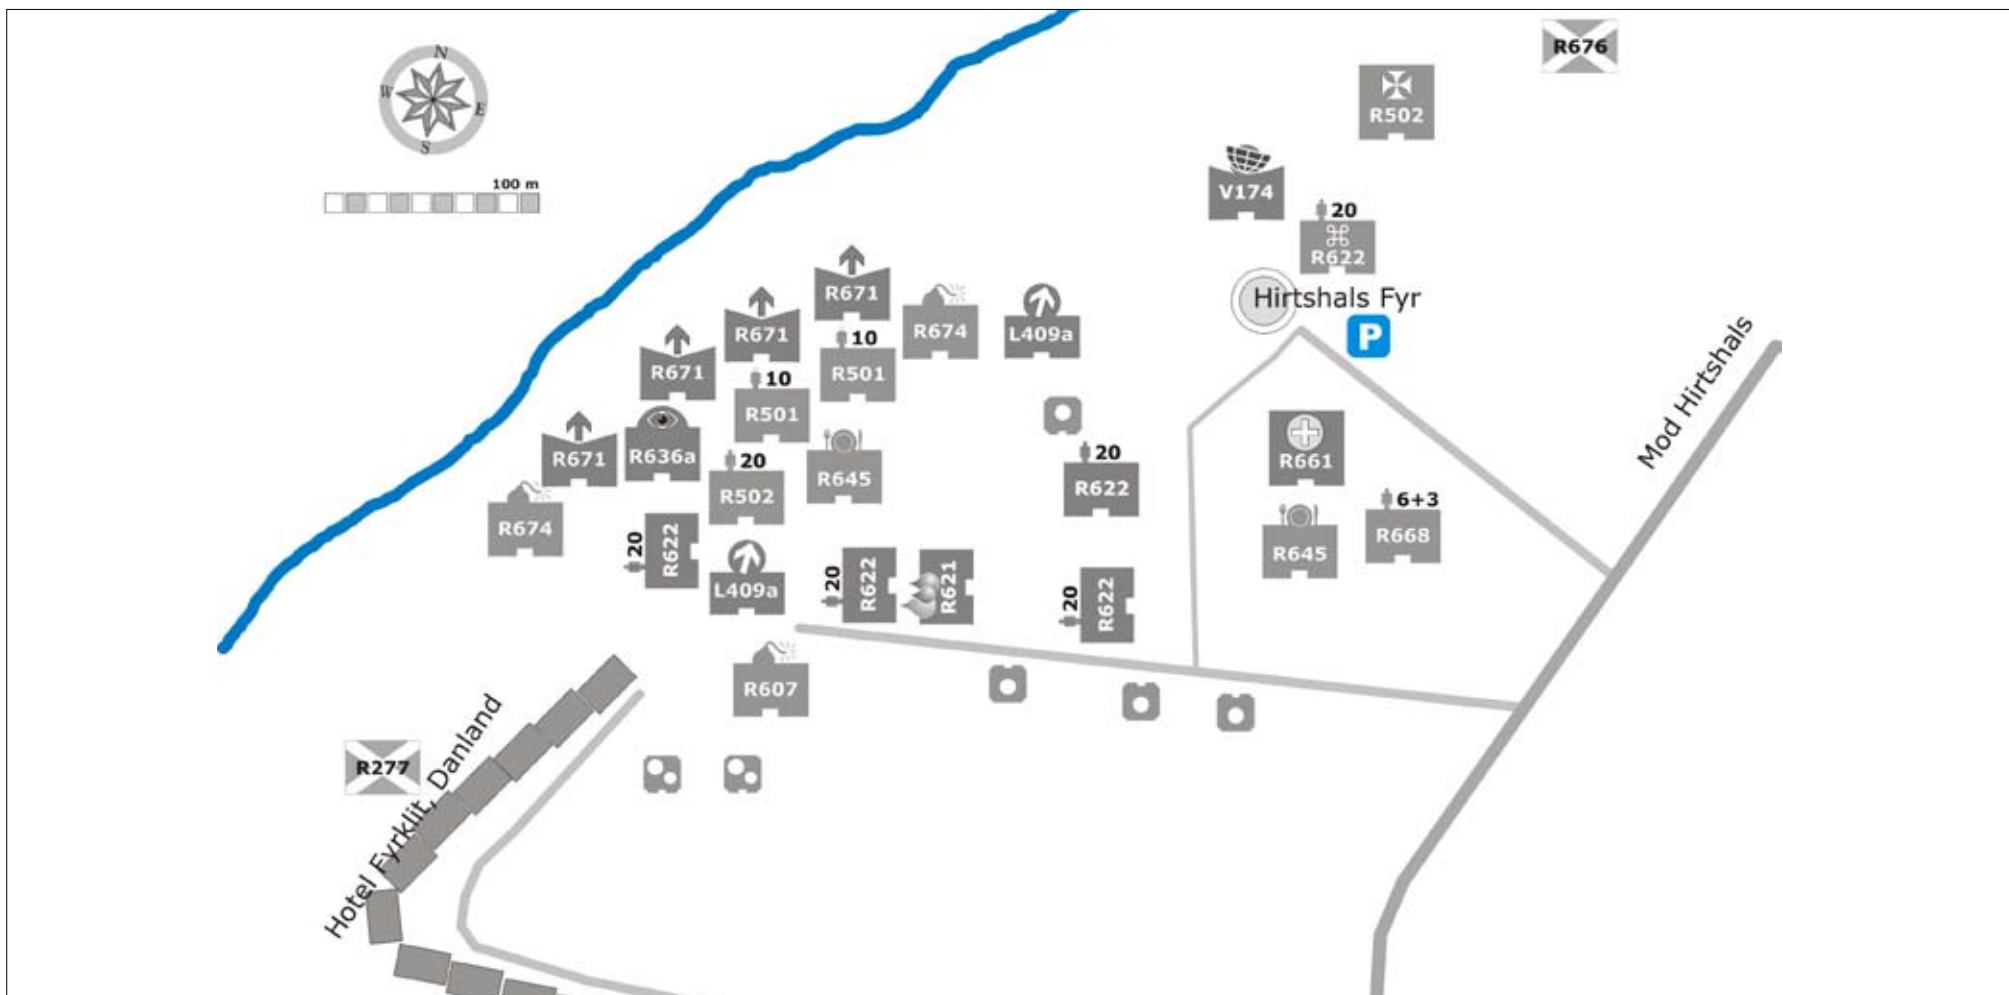 R676
N
W
E
S
R502
100 m
V174
20
R622
R671
Hirtshals Fyr
P
R671
R674
L409a
10
R501
R671
Mod Hirtshals
10
R501
R671
R636a
R661
20
R502
R645
20
R622
6+3
R668
R674
20
R622
R645
L409a
20
R622
R621
20
R622
R607
R277
Hotel Fyrklit, Danland